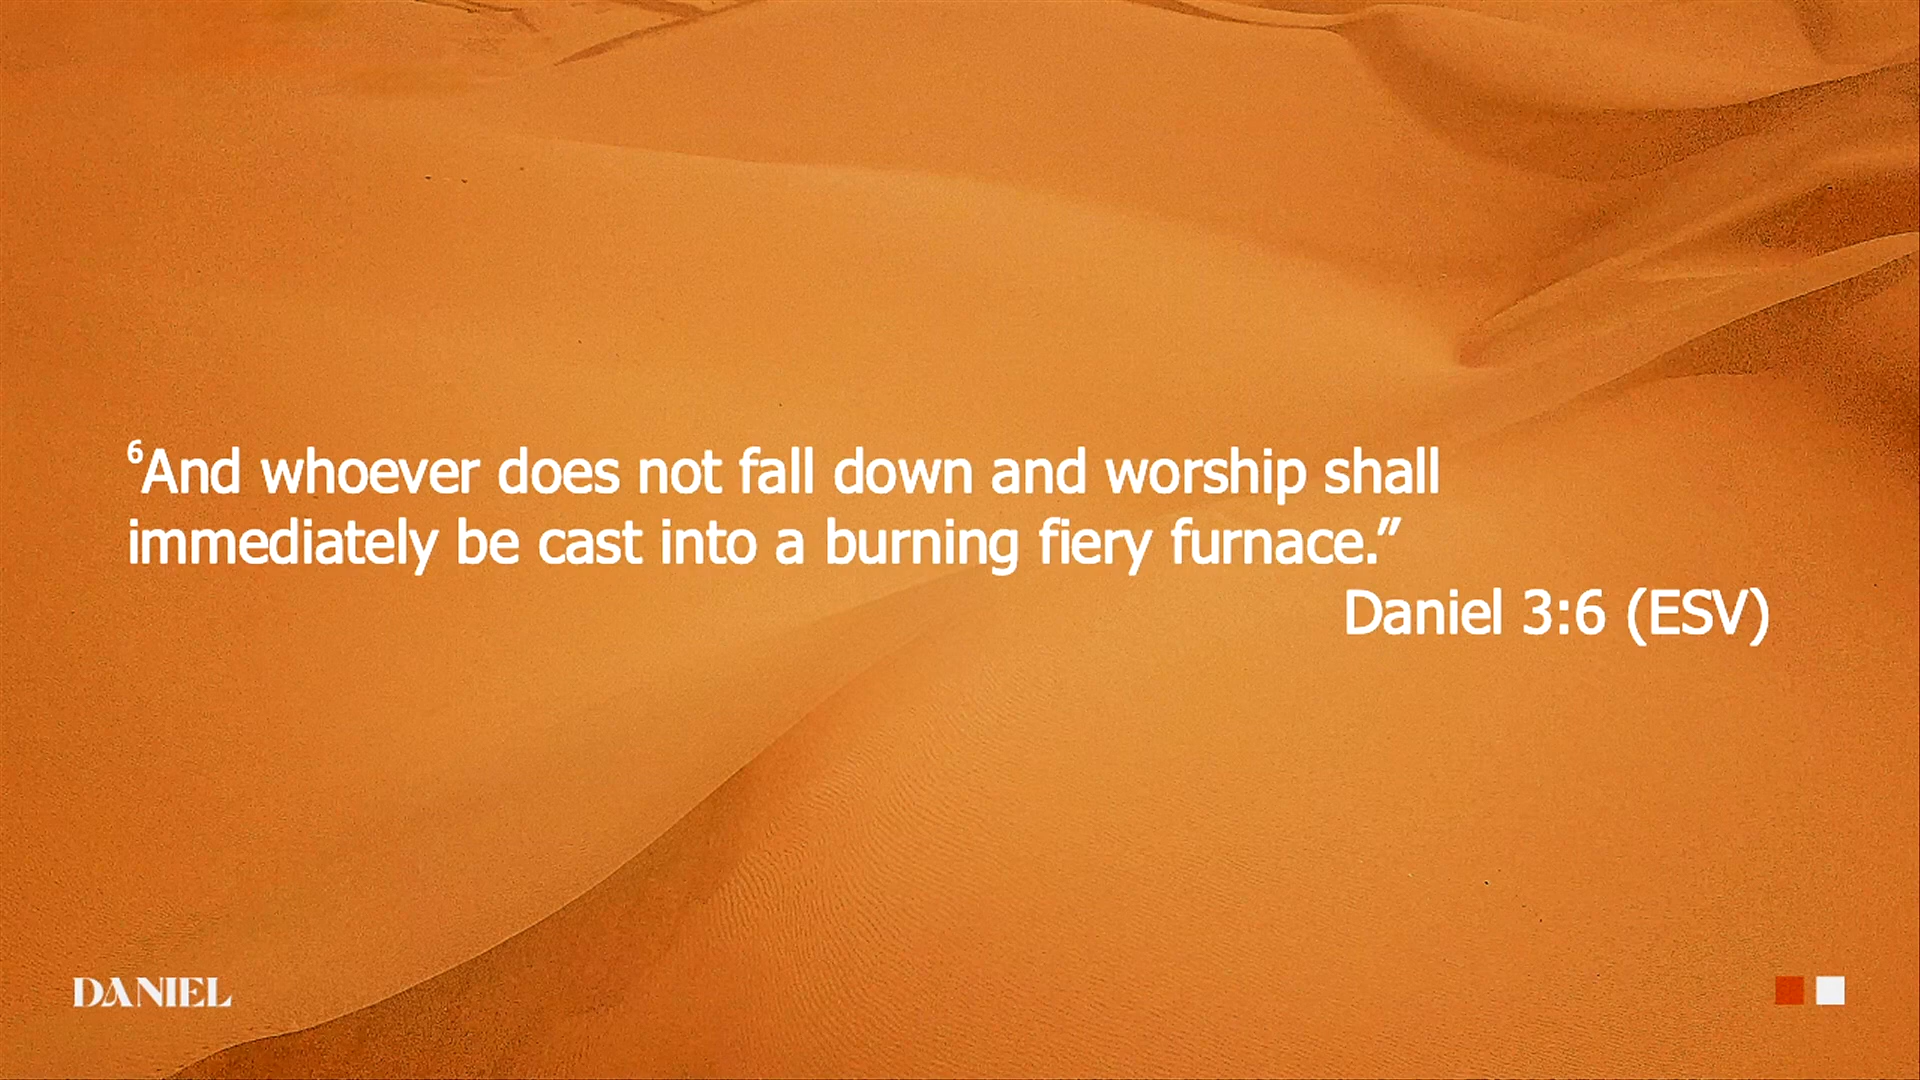 ⁶And whoever does not fall down and worship shall
immediately be cast into a burning fiery furnace.”
Daniel 3:6 (ESV)
DANIEL